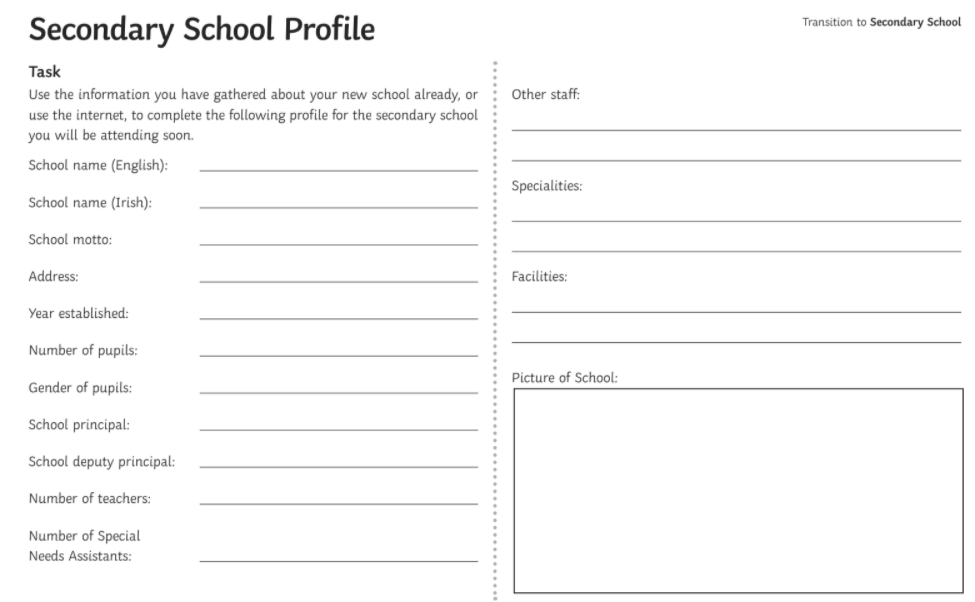 Secondary School Profile
Transition to Secondary School
Task
Use the information you have gathered about your new school already, or
use the internet, to complete the following profile for the secondary school
you will be attending soon.
School name (English):
School name (Irish):
School motto:
Address:
Year established:
Number of pupils:
Gender of pupils:
School principal:
School deputy principal:
Number of teachers:
Number of Special
Needs Assistants:
Other staff:
Specialities:
Facilities:
Picture of School: